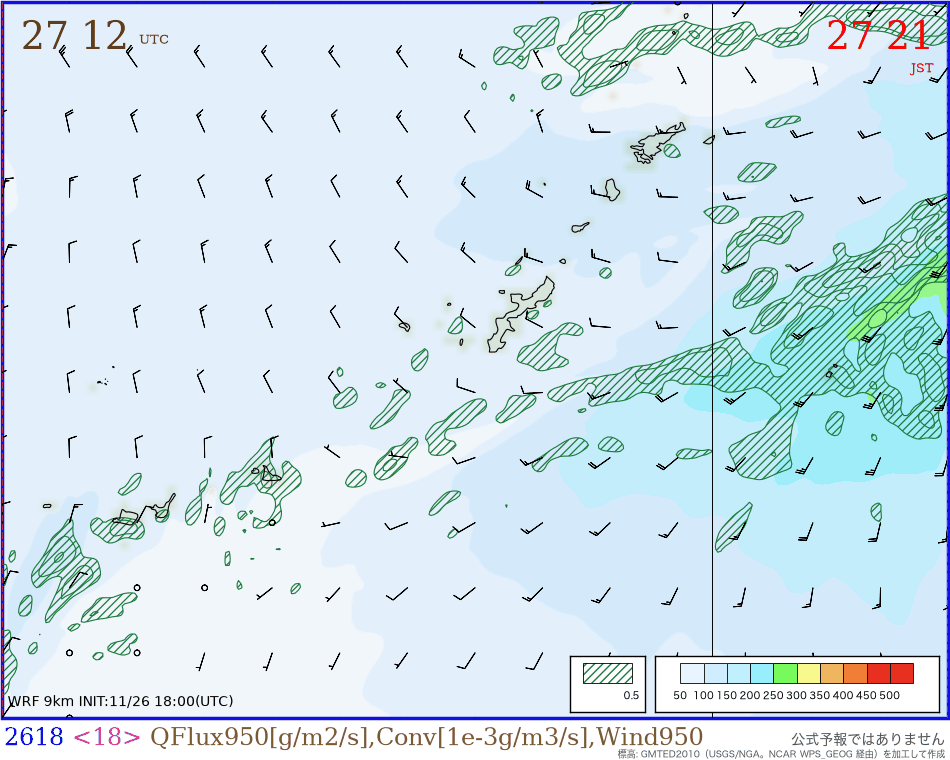 27 12 UTC
27 21
JST
0.5
50 100 150 200 250 300 350 400 450 500
WRF 9km INIT:11/26 18:00(UTC)
2618 <18> QFlux950[g/m2/s],Conv[1e-3g/m3/s],Wind950
公式予報ではありません
標高: GMTED2010（USGS/NGA。NCAR WPS_GEOG 経由）を加工して作成